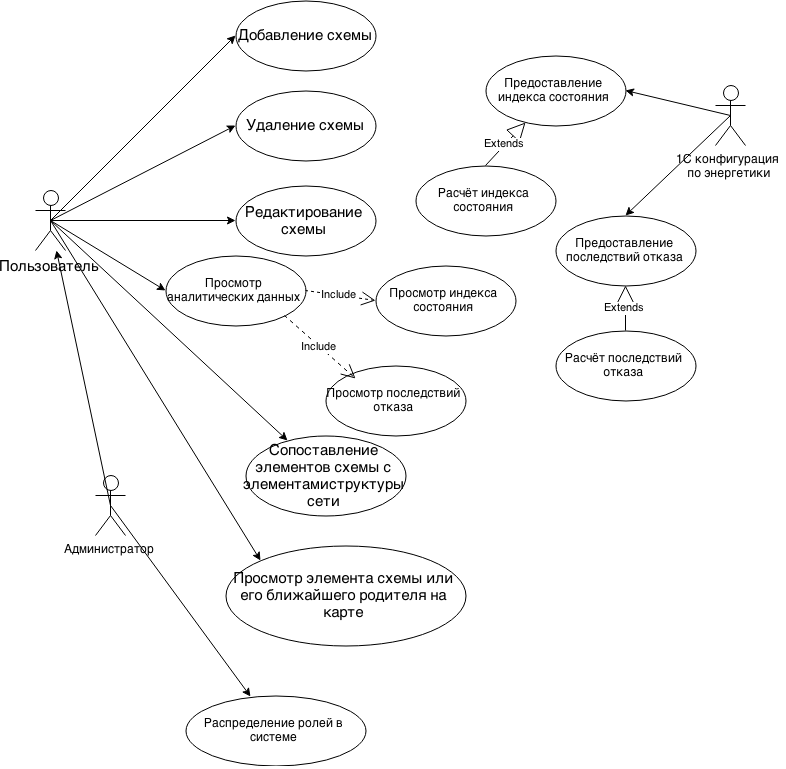 Добавление схемы
Предоставление
индекса состояния
Удаление схемы
Extends
1С конфигурация
по энергетики
Расчёт индекса
состояния
Редактирование
схемы
Предоставление
последствий отказа
Пользователь
Просмотр
аналитических данных
Include
Просмотр индекса
состояния
Extends
Include
Расчёт последствий
отказа
Просмотр последствий
отказа
Сопоставление
элементов схемы с
элементамиструктуры
сети
Администратор
Просмотр элемента схемы или
его ближайшего родителя на
карте
Распределение ролей в
системе